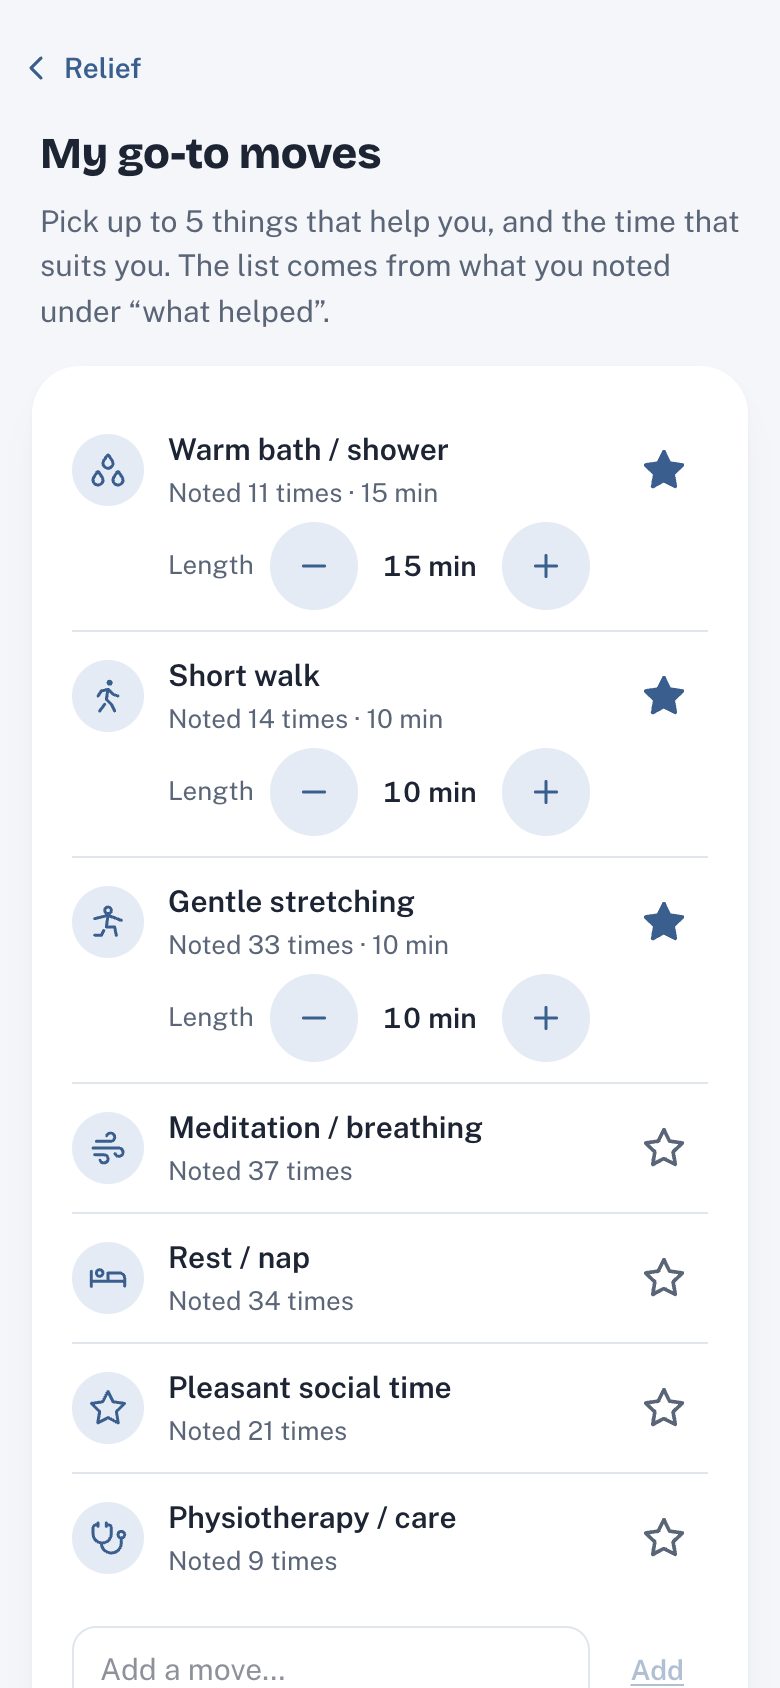 Relief
My go-to moves
Pick up to 5 things that help you, and the time that
suits you. The list comes from what you noted
under “what helped”.
Warm bath / shower
Noted 11 times · 15 min
Length − 15 min +
Short walk
Noted 14 times · 10 min
Length − 10 min +
Gentle stretching
Noted 33 times · 10 min
Length − 10 min +
Meditation / breathing
Noted 37 times
Rest / nap
Noted 34 times
Pleasant social time
Noted 21 times
Physiotherapy / care
Noted 9 times
Add a move... Add